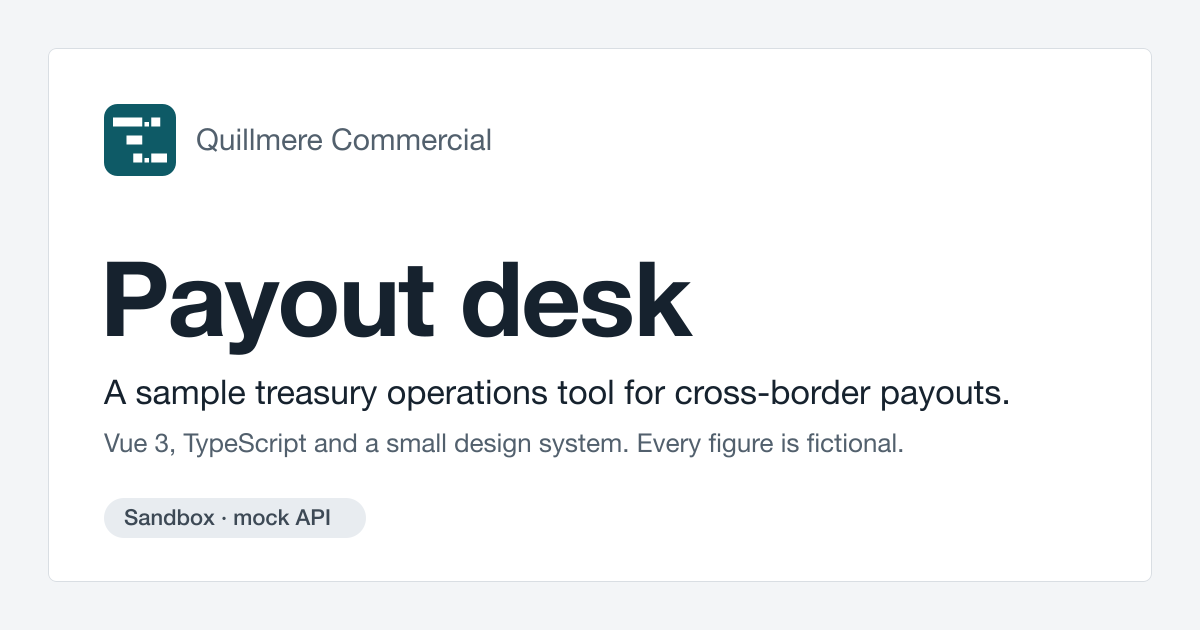 Quillmere Commercial
Payout desk
A sample treasury operations tool for cross-border payouts.
Vue 3, TypeScript and a small design system. Every figure is fictional.
Sandbox · mock API